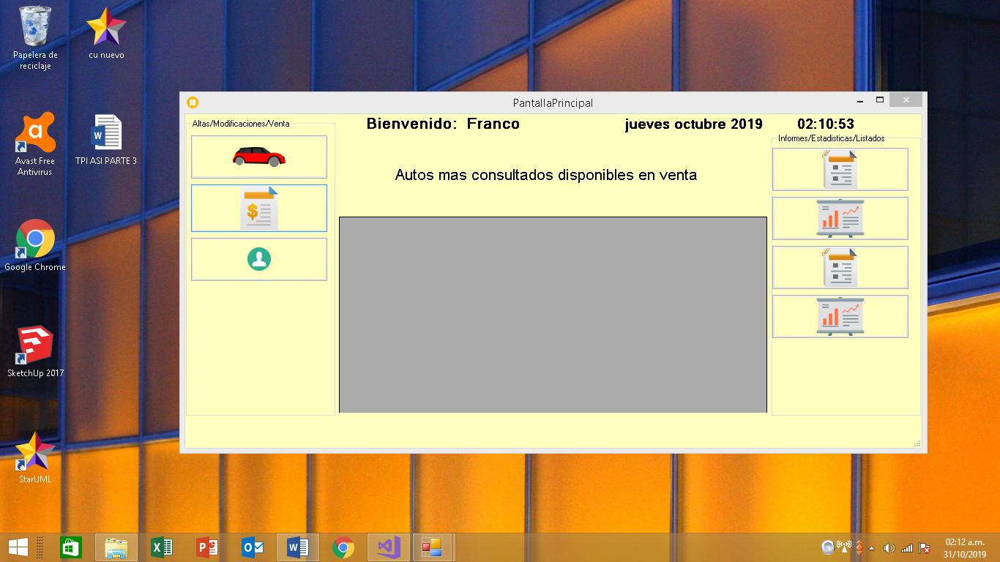 Papelera de
reciclaje
cu nuevo
Avast Free
Antivirus
TPI ASI PARTE 3
Google Chrome
SketchUp 2017
StarUML
PantallaPrincipal
Altas/Modificaciones/Venta
Bienvenido: Franco
jueves octubre 2019
02:10:53
Informes/Estadisticas/Listados
Autos mas consultados disponibles en venta
02:12 a.m.
31/10/2019